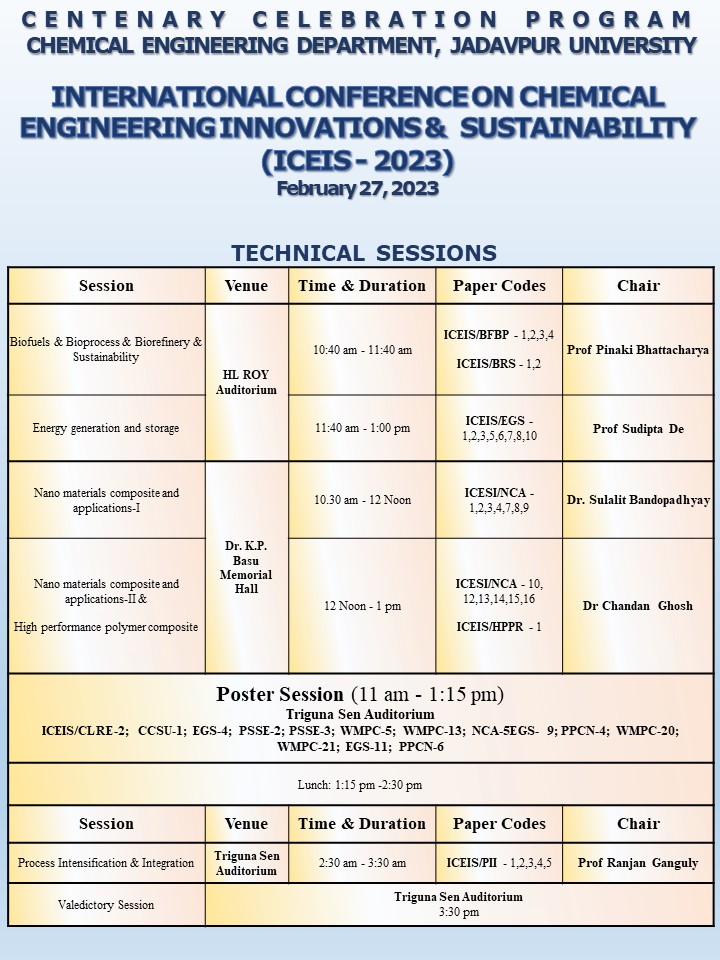 CENTENARY CELEBRATION PROGRAM
CHEMICAL ENGINEERING DEPARTMENT, JADAVPUR UNIVERSITY
INTERNATIONAL CONFERENCE ON CHEMICAL
ENGINEERING INNOVATIONS & SUSTAINABILITY
(ICEIS - 2023)
February 27, 2023
TECHNICAL SESSIONS
Session Venue Time & Duration Paper Codes Chair
Biofuels & Bioprocess & Biorefinery &
Sustainability
HL ROY
Auditorium
10:40 am - 11:40 am
ICEIS/BFBP - 1,2,3,4
ICEIS/BRS - 1,2
Prof Pinaki Bhattacharya
Energy generation and storage
11:40 am - 1:00 pm
ICEIS/EGS -
1,2,3,5,6,7,8,10
Prof Sudipta De
Nano materials composite and
applications-I
Dr. K.P.
Basu
Memorial
Hall
10.30 am - 12 Noon
ICESI/NCA -
1,2,3,4,7,8,9
Dr. Sulalit Bandopadhyay
Nano materials composite and
applications-II &
High performance polymer composite
12 Noon - 1 pm
ICESI/NCA - 10,
12,13,14,15,16
ICEIS/HPPR - 1
Dr Chandan Ghosh
Poster Session (11 am - 1:15 pm)
Triguna Sen Auditorium
ICEIS/CLRE-2; CCSU-1; EGS-4; PSSE-2; PSSE-3; WMPC-5; WMPC-13; NCA-5EGS- 9; PPCN-4; WMPC-20;
WMPC-21; EGS-11; PPCN-6
Lunch: 1:15 pm -2:30 pm
Session Venue Time & Duration Paper Codes Chair
Process Intensification & Integration
Triguna Sen
Auditorium
2:30 am - 3:30 am
ICEIS/PII - 1,2,3,4,5
Prof Ranjan Ganguly
Valedictory Session
Triguna Sen Auditorium
3:30 pm